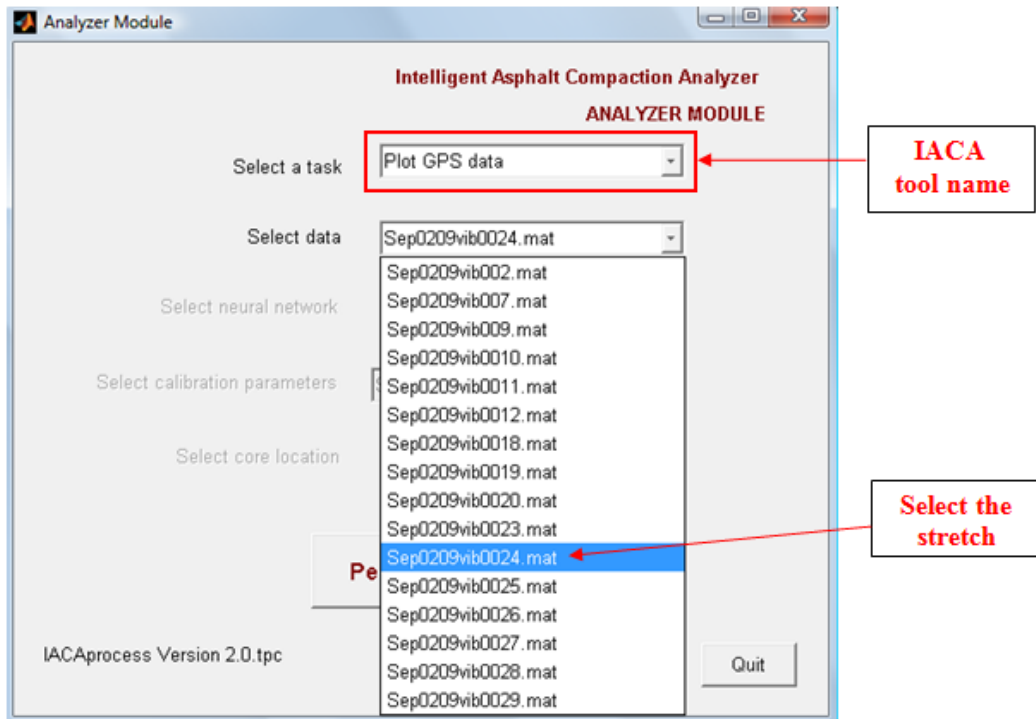 Analyzer Module
Intelligent Asphalt Compaction Analyzer
ANALYZER MODULE
Select a task
Plot GPS data
IACA
tool name
Select data
Sep0209vib0024.mat
Sep0209vib002.mat
Sep0209vib007.mat
Sep0209vib009.mat
Sep0209vib0010.mat
Sep0209vib0011.mat
Sep0209vib0012.mat
Sep0209vib0018.mat
Sep0209vib0019.mat
Sep0209vib0020.mat
Sep0209vib0023.mat
Sep0209vib0024.mat
Sep0209vib0025.mat
Sep0209vib0026.mat
Sep0209vib0027.mat
Sep0209vib0028.mat
Sep0209vib0029.mat
Select neural network
Select calibration parameters
Select core location
Select the
stretch
Pe
IACAprocess Version 2.0.tpc
Quit